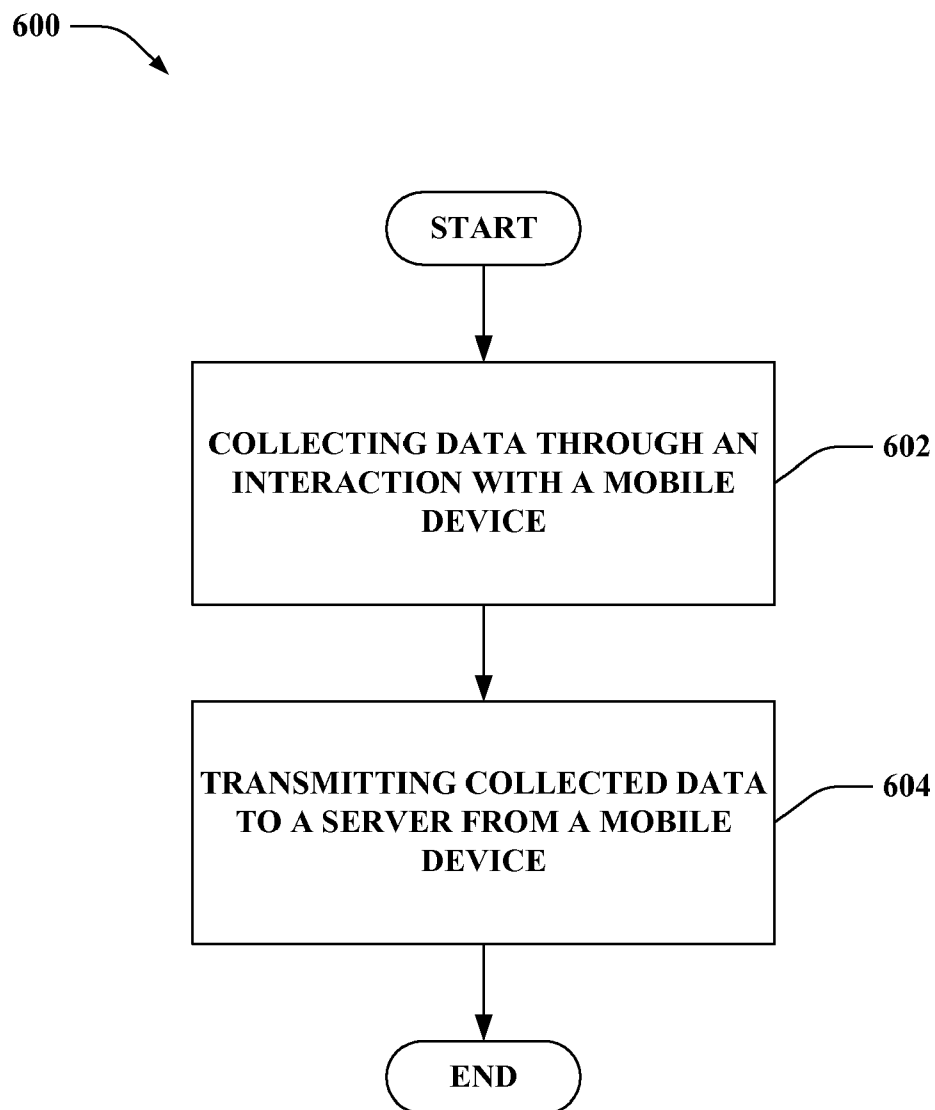 600
START
COLLECTING DATA THROUGH AN
INTERACTION WITH A MOBILE
DEVICE
602
TRANSMITTING COLLECTED DATA
TO A SERVER FROM A MOBILE
DEVICE
604
END